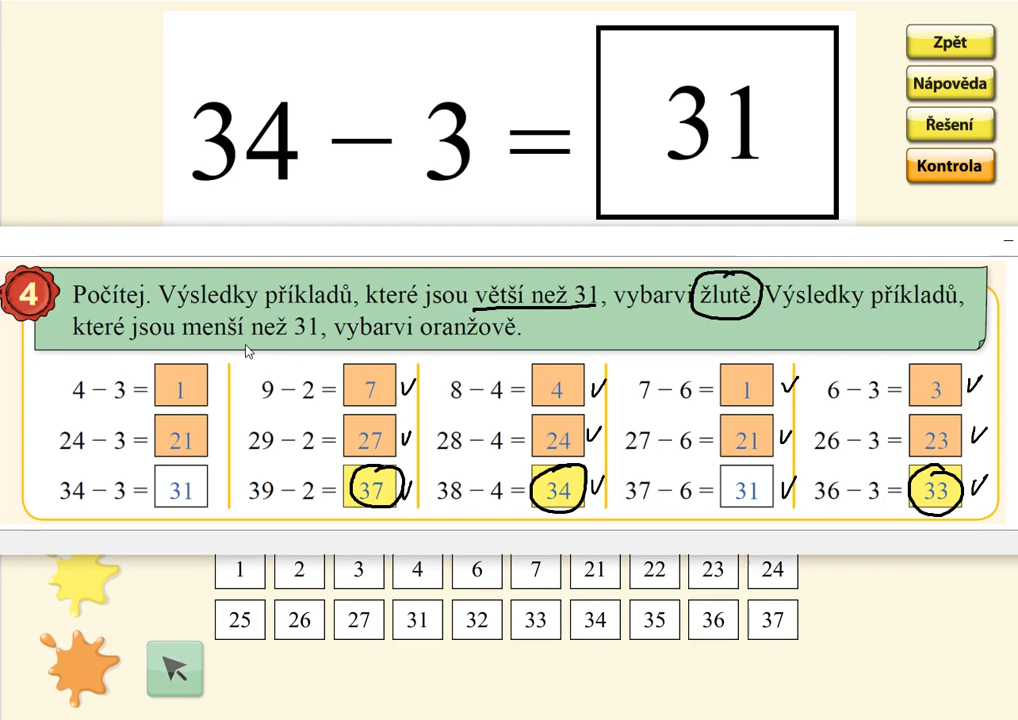 34 − 3 = 31
Zpět
Nápověda
Řešení
Kontrola
4
Počítej. Výsledky příkladů, které jsou větší než 31, vybarvi žlutě. Výsledky příkladů,
které jsou menší než 31, vybarvi oranžově.
4 − 3 = 1 9 − 2 = 7 8 − 4 = 4 7 − 6 = 1 6 − 3 = 3
24 − 3 = 21 29 − 2 = 27 28 − 4 = 24 27 − 6 = 21 26 − 3 = 23
34 − 3 = 31 39 − 2 = 37 38 − 4 = 34 37 − 6 = 31 36 − 3 = 33
1 2 3 4 6 7 21 22 23 24
25 26 27 31 32 33 34 35 36 37